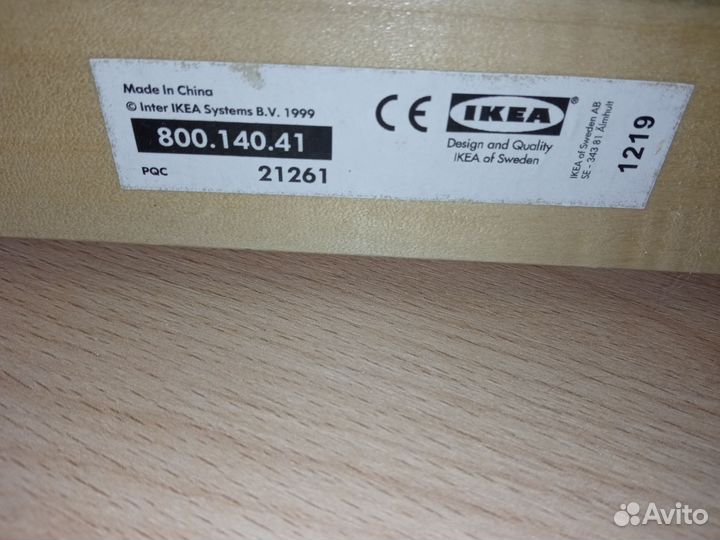 Made In China
© Inter IKEA Systems B.V. 1999
800.140.41
PQC 21261
CE IKEA®
Design and Quality
IKEA of Sweden
IKEA of Sweden AB
SE - 343 81 Älmhult
1219
Avito